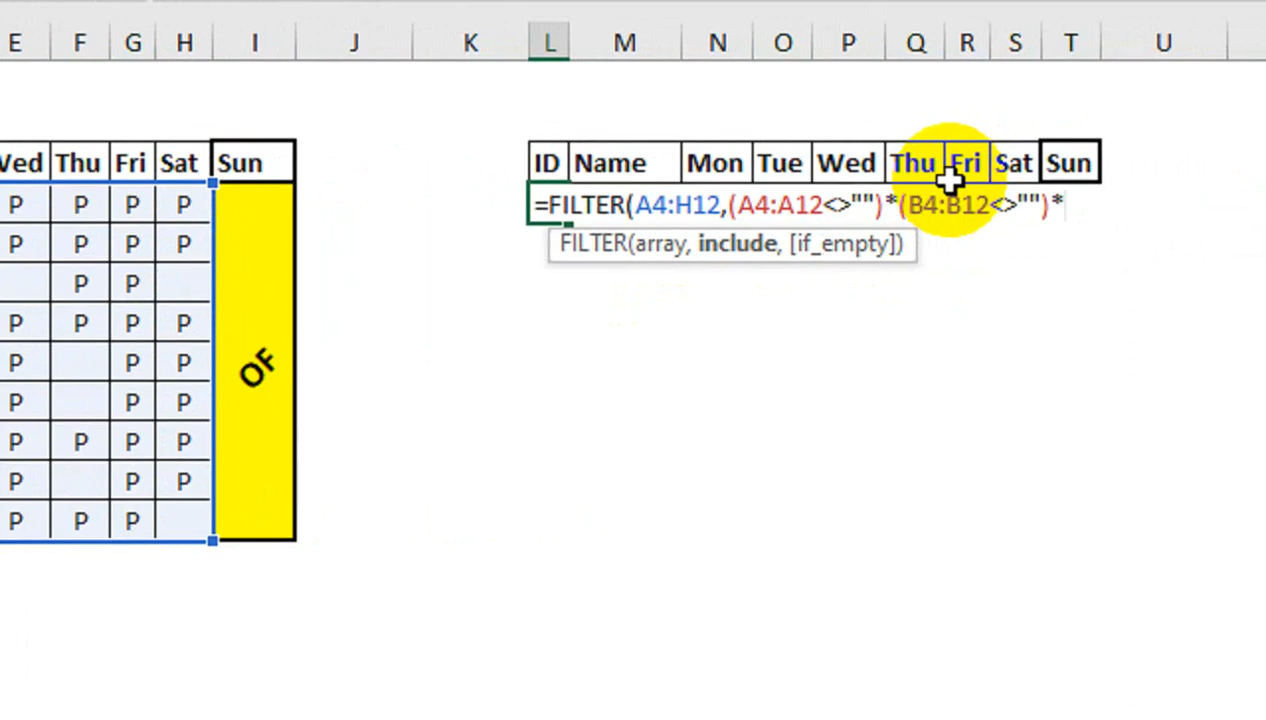 E F G H I J K L M N O P Q R S T U
Wed Thu Fri Sat Sun ID Name Mon Tue Wed Thu Fri Sat Sun
P P P P =FILTER(A4:H12,(A4:A12<>"")*(B4:B12<>"")*
P P P P FILTER(array, include, [if_empty])
P P
P P P P
P P P OF
P P P
P P P P
P P P
P P P